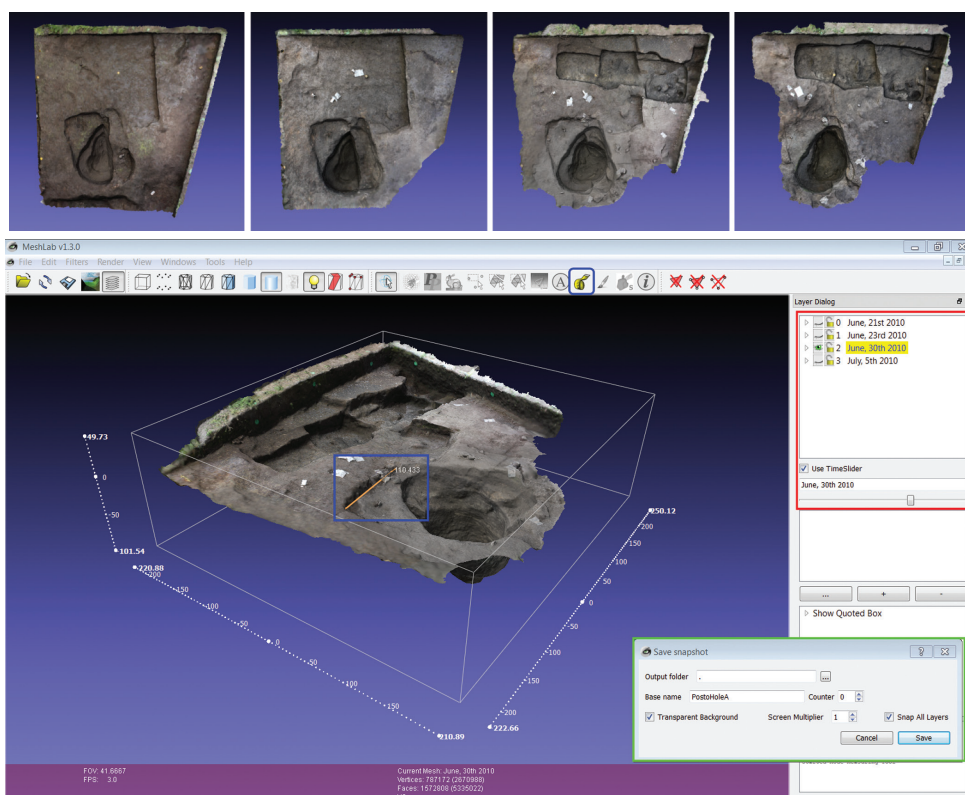 MeshLab v1.3.0
File Edit Filters Render View Windows Tools Help
A
5
i
Layer Dialog
0 June, 21st 2010
1 June, 23rd 2010
2 June, 30th 2010
3 July, 5th 2010
Use TimeSlider
June, 30th 2010
... + -
Show Quoted Box
49.73
0
-50
-101.54
-220.88
-200
-150
-100
-50
0
-50
-100
-150
210.89
110.433
250.12
200
150
100
50
0
-50
-100
-150
-200
-222.66
Save snapshot
Output folder . ...
Base name PostoHoleA Counter 0
Transparent Background Screen Multiplier 1 Snap All Layers
Cancel Save
FOV: 41.6667
FPS: 3.0
Current Mesh: June, 30th 2010
Vertices: 787172 (2670988)
Faces: 1572808 (5335022)